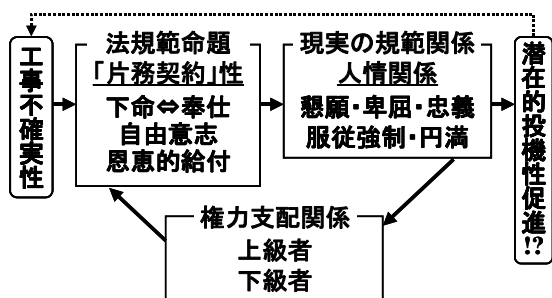 工事不確実性
法規範命題
「片務契約」性
下命⇔奉仕
自由意志
恩恵的給付
現実の規範関係
人情関係
懇願・卑屈・忠義
服従強制・円満
潜在的投機性促進!?
権力支配関係
上級者
下級者